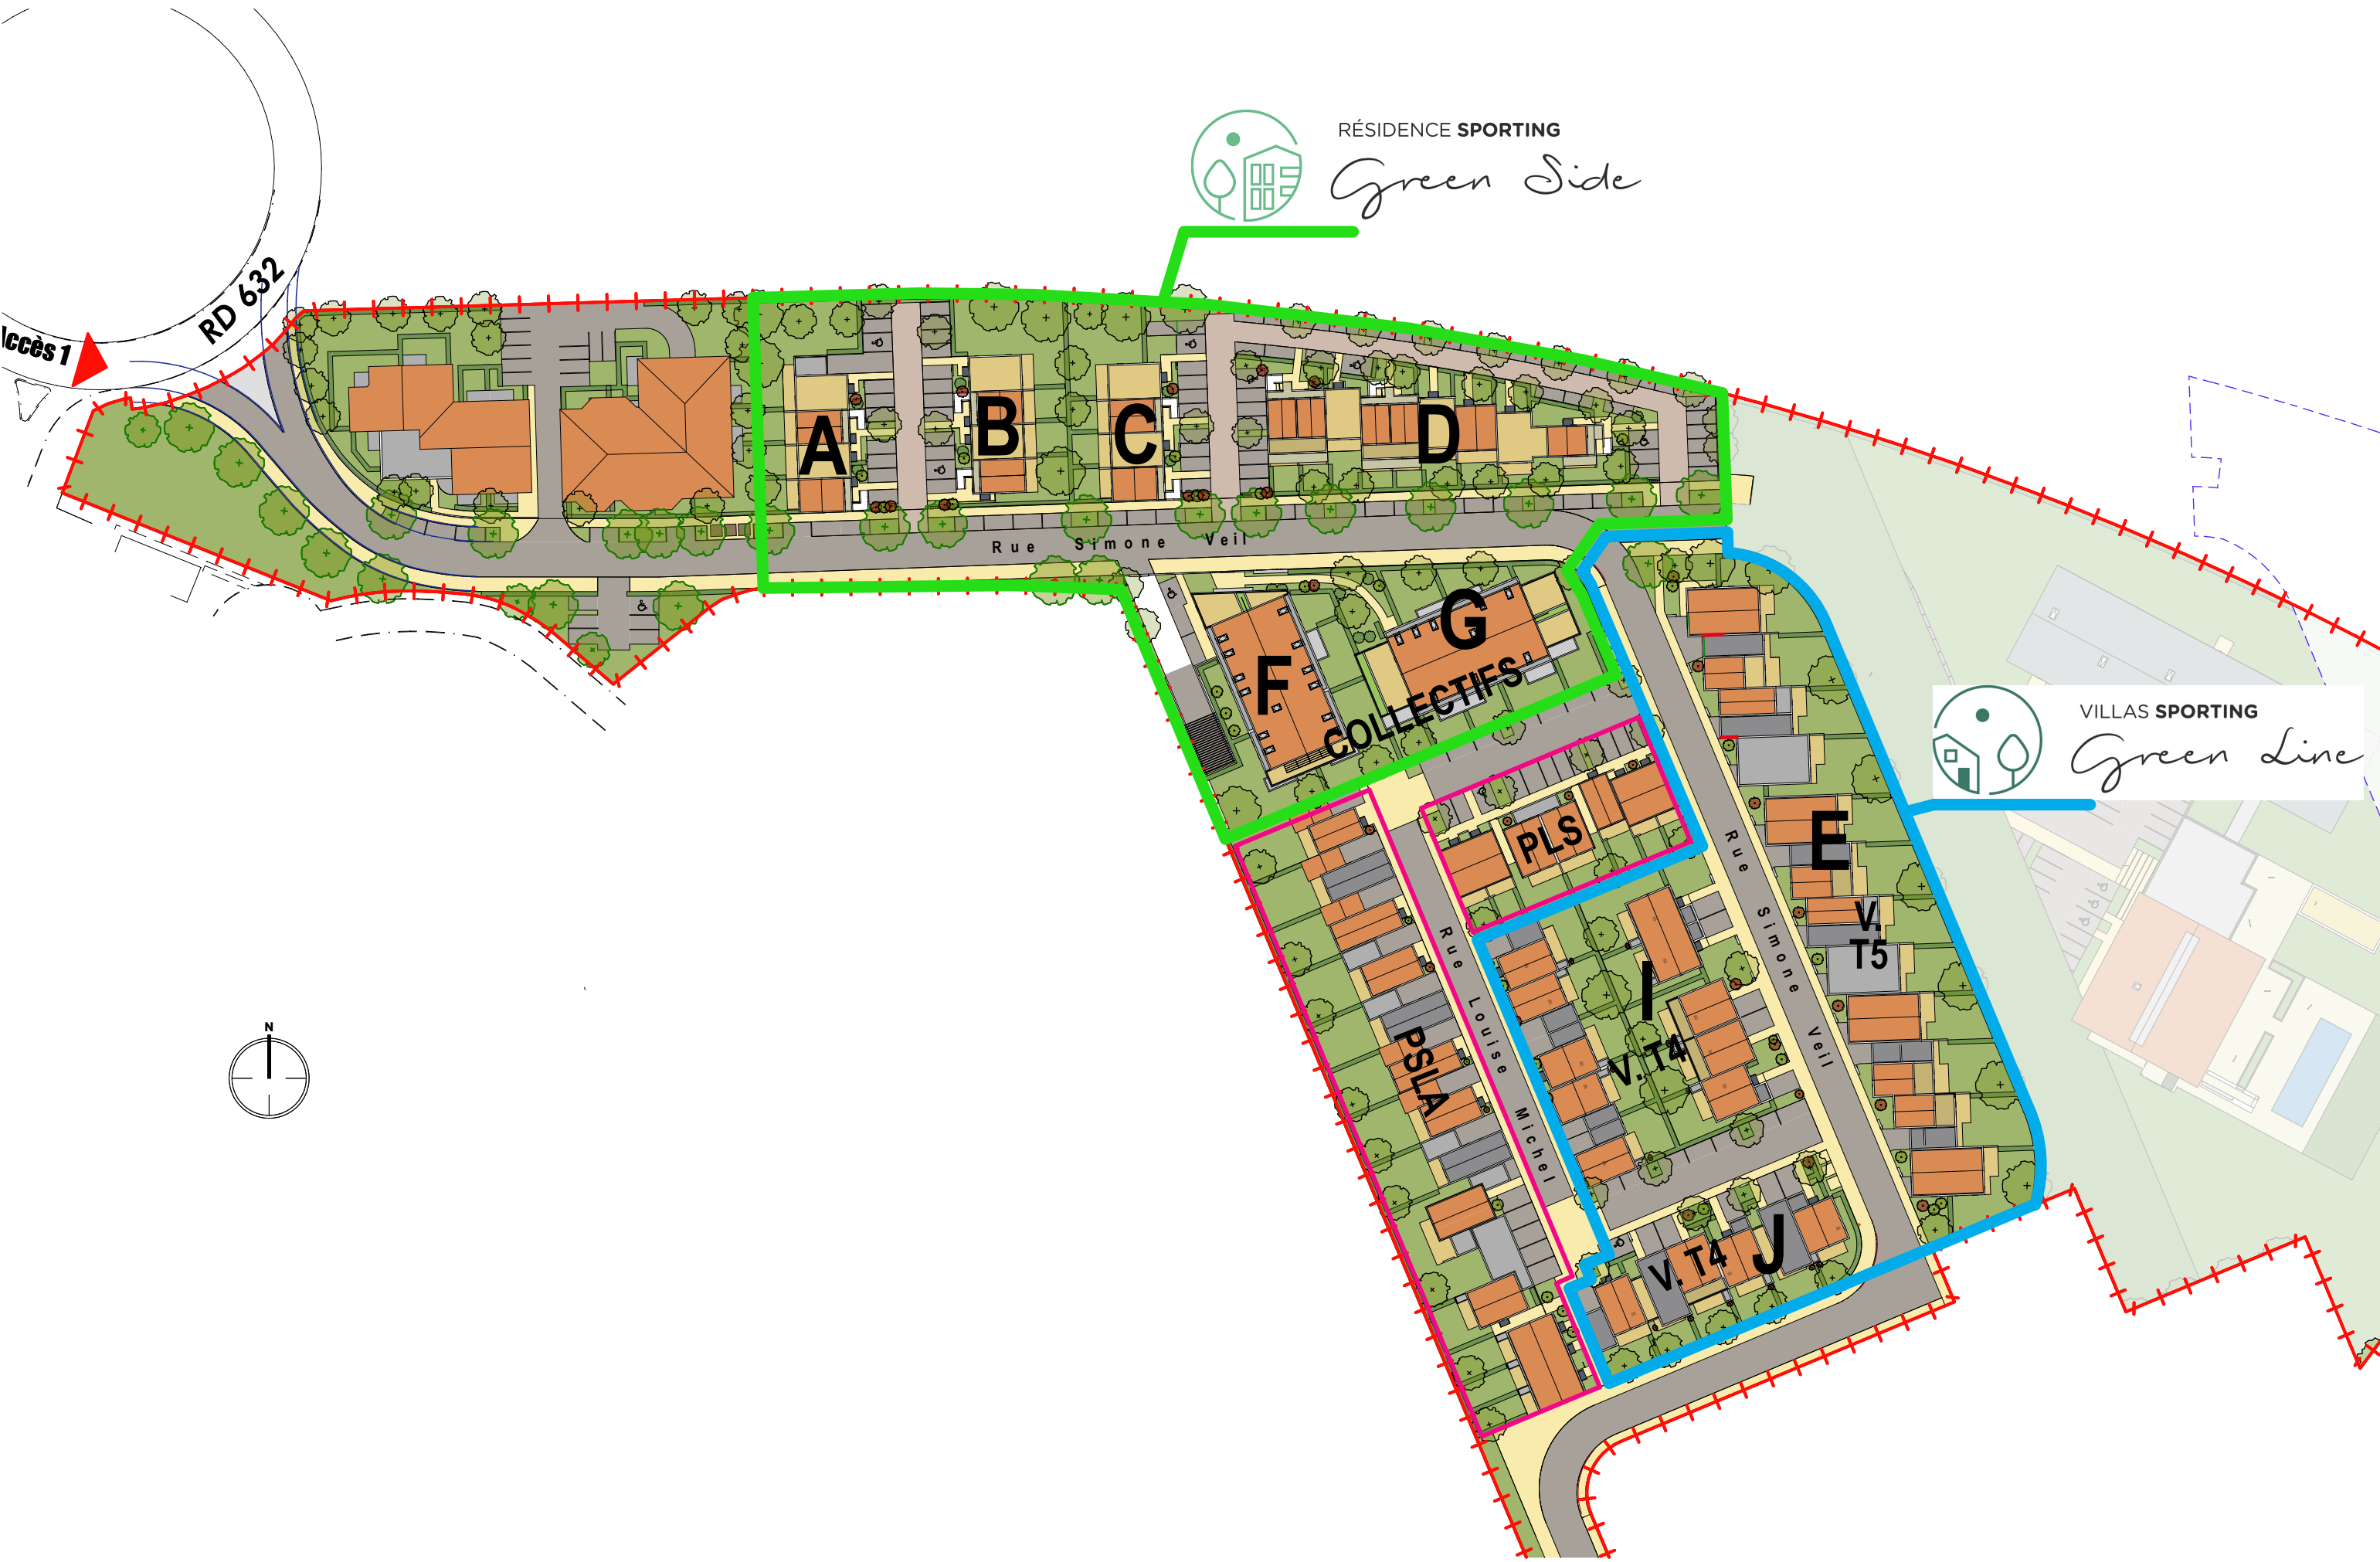 RÉSIDENCE SPORTING
Green Side
RD 632
Accès 1
A
B
C
D
Rue Simone Veil
F
G
COLLECTIFS
VILLAS SPORTING
Green Line
PLS
E
Rue Simone Veil
V.
T5
Rue Louise Michel
I
V. T4
PSLA
N
J
V. T4